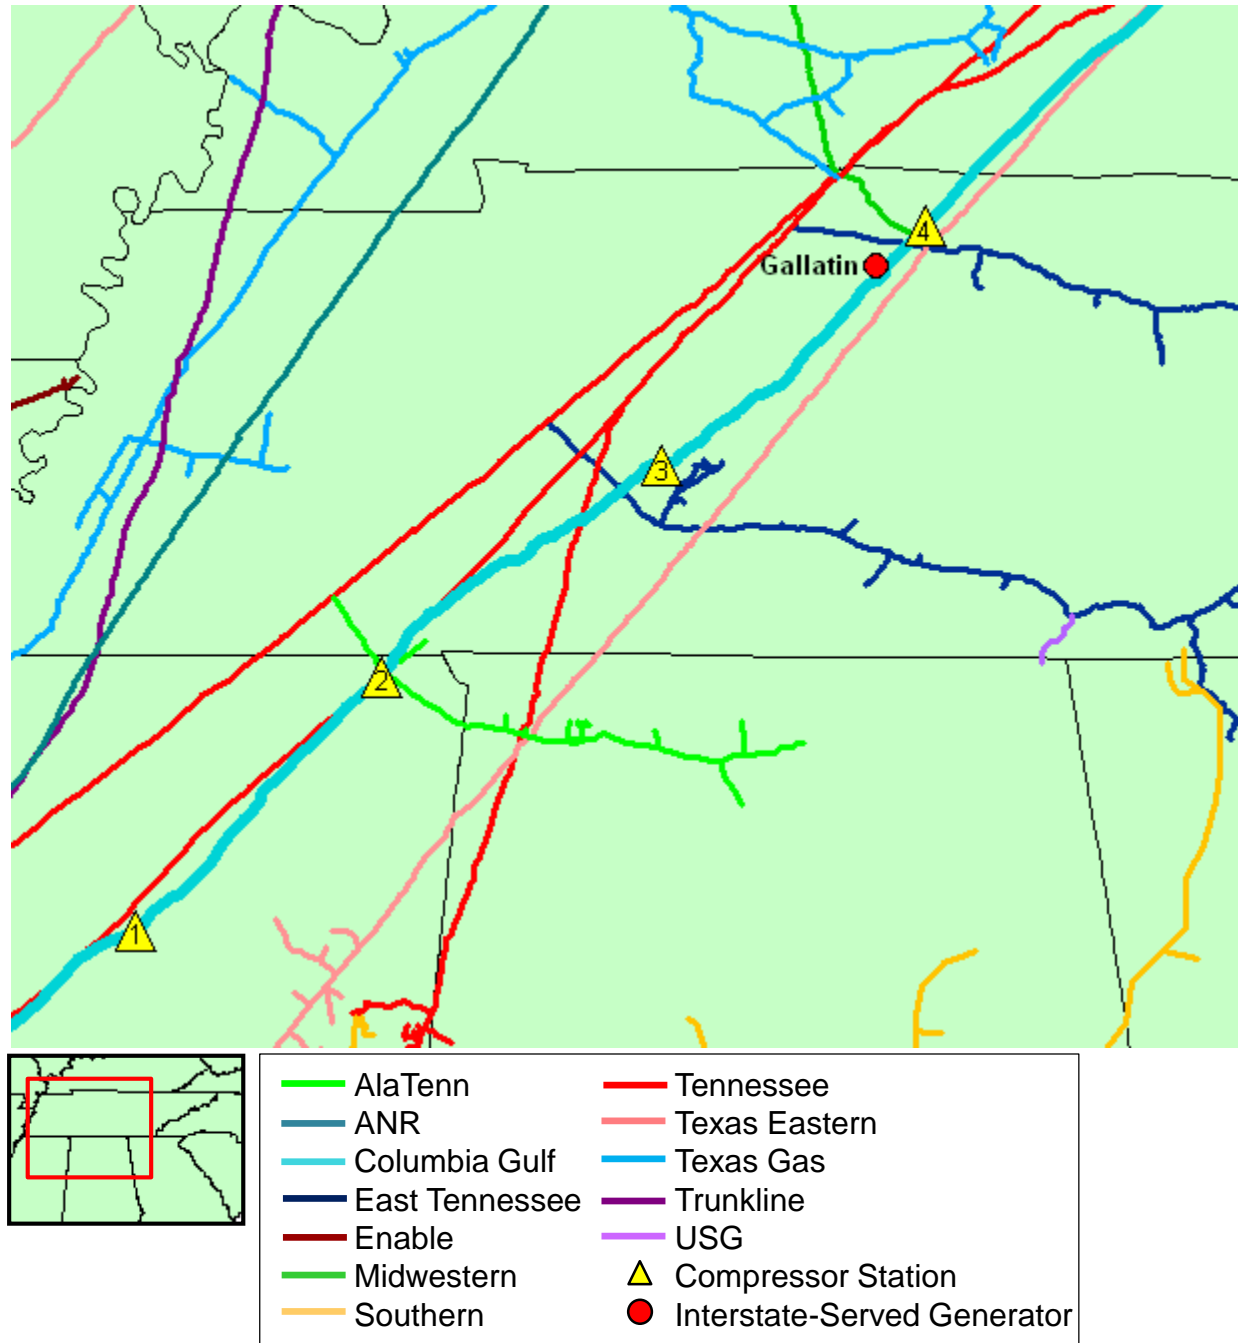 4
Gallatin
3
2
1
AlaTenn
ANR
Columbia Gulf
East Tennessee
Enable
Midwestern
Southern
Tennessee
Texas Eastern
Texas Gas
Trunkline
USG
Compressor Station
Interstate-Served Generator